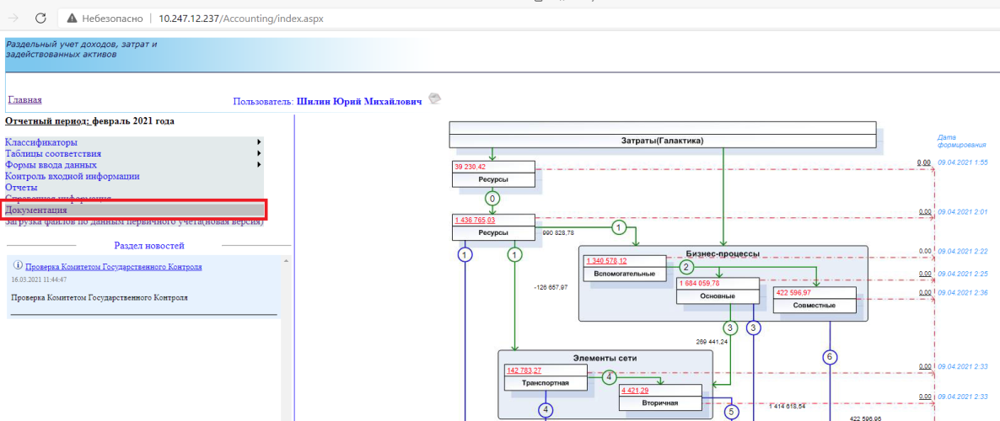 Небезопасно | 10.247.12.237/Accounting/index.aspx
Раздельный учет доходов, затрат и
задействованных активов
Главная
Пользователь: Шилин Юрий Михайлович
Отчетный период: февраль 2021 года
Классификаторы
Таблицы соответствия
Формы ввода данных
Контроль входной информации
Отчеты
Справочная информация
Документация
Загрузка файлов по данным первичного учета(новая версия)
Раздел новостей
Проверка Комитетом Государственного Контроля
16.03.2021 11:44:47
Проверка Комитетом Государственного Контроля
Затраты(Галактика)
Дата
формирования
39 230,42
Ресурсы
0,00 09.04.2021 1:55
0
1 436 765,03
Ресурсы
990 828,78
1
0,00 09.04.2021 2:01
1
1
Бизнес-процессы
0,00 09.04.2021 2:22
1 340 578,12
Вспомогательные
2
0,00 09.04.2021 2:25
-126 657,97
1 684 059,78
Основные
422 596,97
Совместные
0,00 09.04.2021 2:36
3
3
269 441,24
6
Элементы сети
142 783,27
Транспортная
4
0,00 09.04.2021 2:33
4 421,29
Вторичная
0,00 09.04.2021 2:33
4
5
1 414 618,54
422 596,96